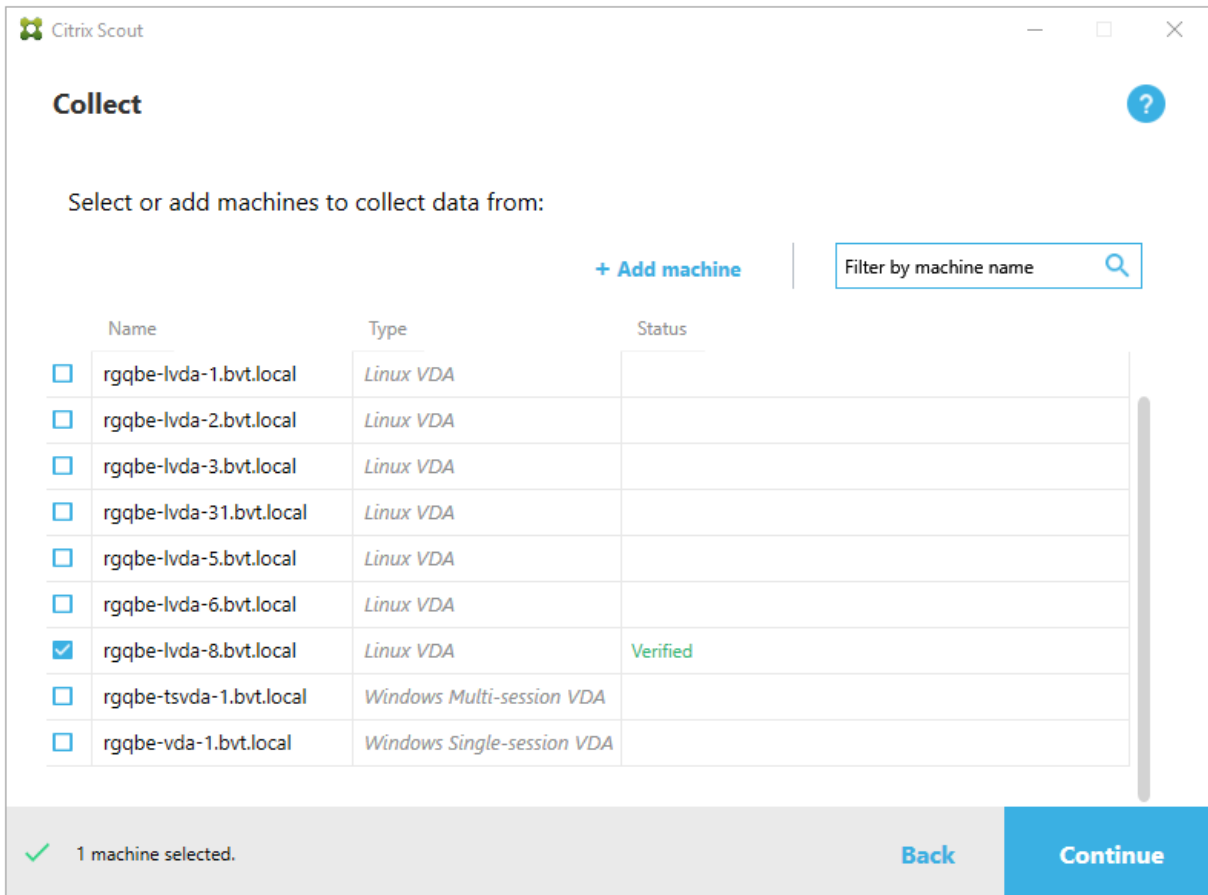 Citrix Scout
Collect
?
Select or add machines to collect data from:
+ Add machine
Filter by machine name
Name Type Status
rgqbe-lvda-1.bvt.local Linux VDA
rgqbe-lvda-2.bvt.local Linux VDA
rgqbe-lvda-3.bvt.local Linux VDA
rgqbe-lvda-31.bvt.local Linux VDA
rgqbe-lvda-5.bvt.local Linux VDA
rgqbe-lvda-6.bvt.local Linux VDA
rgqbe-lvda-8.bvt.local Linux VDA Verified
rgqbe-tsvda-1.bvt.local Windows Multi-session VDA
rgqbe-vda-1.bvt.local Windows Single-session VDA
1 machine selected.
Back
Continue